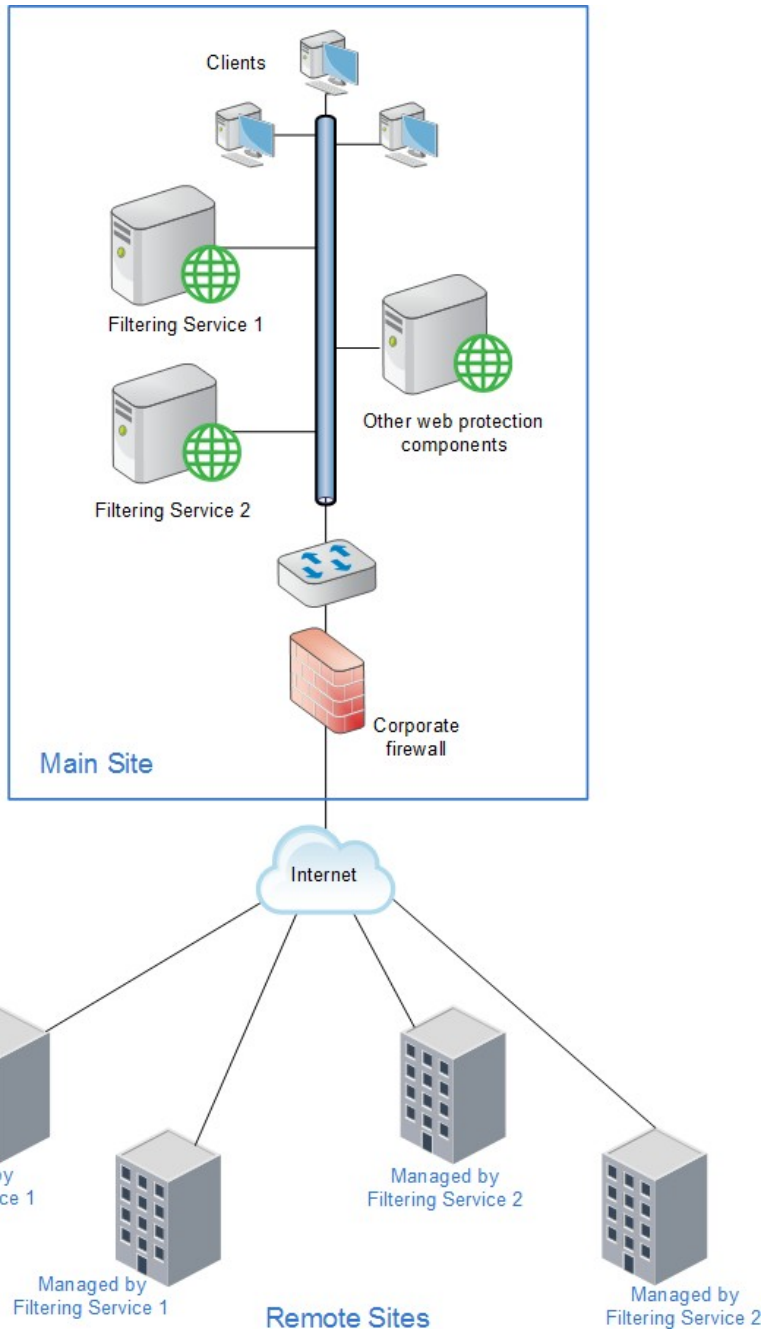 Clients
Filtering Service 1
Other web protection
components
Filtering Service 2
Corporate
firewall
Main Site
Internet
Managed by
Filtering Service 2
Managed by
Filtering Service 1
Managed by
Filtering Service 2
Remote Sites